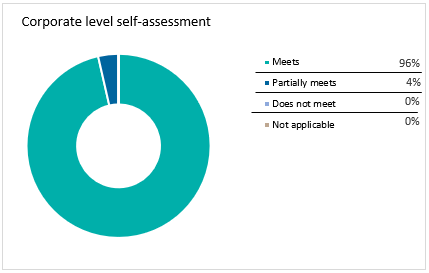 Corporate level self-assessment
Meets 96%
Partially meets 4%
Does not meet 0%
Not applicable 0%